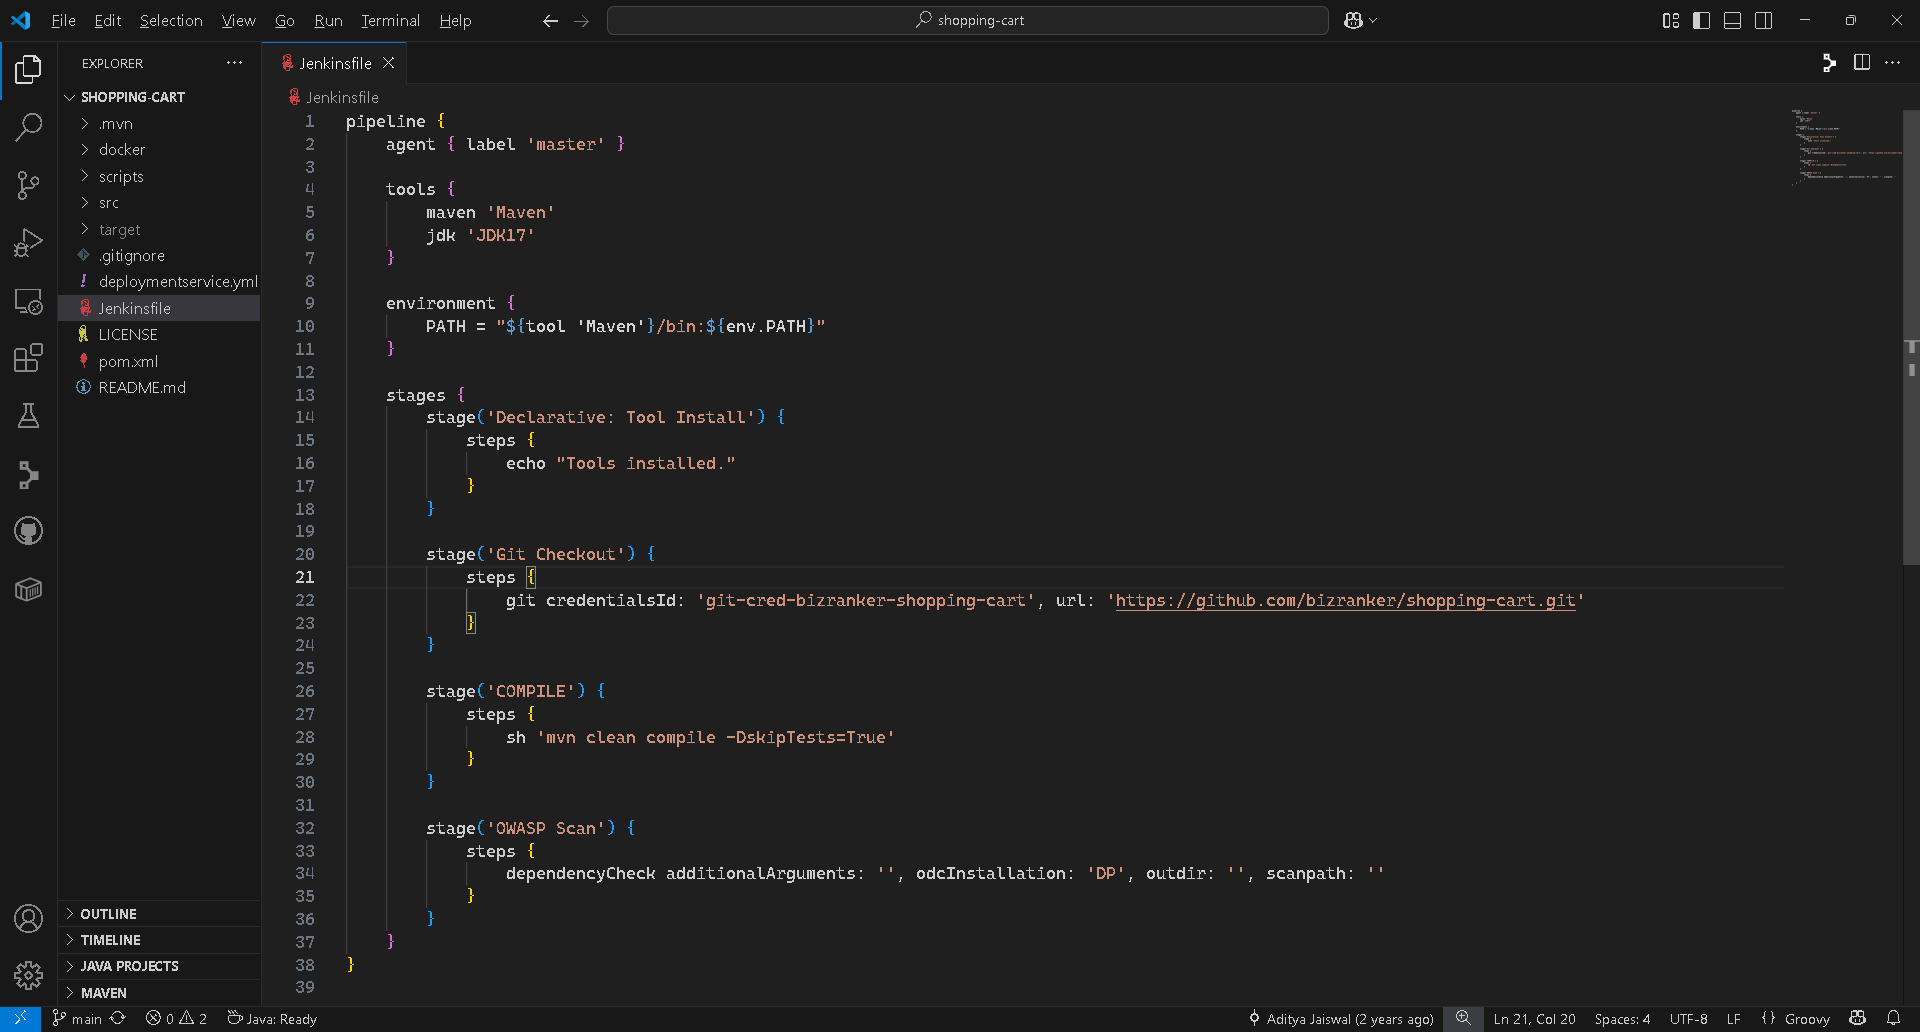 File Edit Selection View Go Run Terminal Help
shopping-cart
EXPLORER
SHOPPING-CART
.mvn
docker
scripts
src
target
.gitignore
deploymentservice.yml
Jenkinsfile
LICENSE
pom.xml
README.md
OUTLINE
TIMELINE
JAVA PROJECTS
MAVEN
Jenkinsfile
Jenkinsfile
1 pipeline {
2     agent { label 'master' }
3
4     tools {
5         maven 'Maven'
6         jdk 'JDK17'
7     }
8
9     environment {
10         PATH = "${tool 'Maven'}/bin:${env.PATH}"
11     }
12
13     stages {
14         stage('Declarative: Tool Install') {
15             steps {
16                 echo "Tools installed."
17             }
18         }
19
20         stage('Git Checkout') {
21             steps {
22                 git credentialsId: 'git-cred-bizranker-shopping-cart', url: 'https://github.com/bizranker/shopping-cart.git'
23             }
24         }
25
26         stage('COMPILE') {
27             steps {
28                 sh 'mvn clean compile -DskipTests=True'
29             }
30         }
31
32         stage('OWASP Scan') {
33             steps {
34                 dependencyCheck additionalArguments: '', odcInstallation: 'DP', outdir: '', scanpath: ''
35             }
36         }
37     }
38 }
39
main 0 2 Java: Ready Aditya Jaiswal (2 years ago) Ln 21, Col 20 Spaces: 4 UTF-8 LF {} Groovy